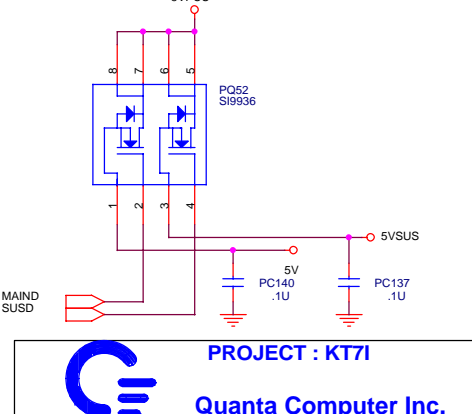 8
7
6
5
PQ52
SI9936
1
2
3
4
5VSUS
5V
PC140
.1U
PC137
.1U
MAIND
SUSD
PROJECT : KT7I
Quanta Computer Inc.